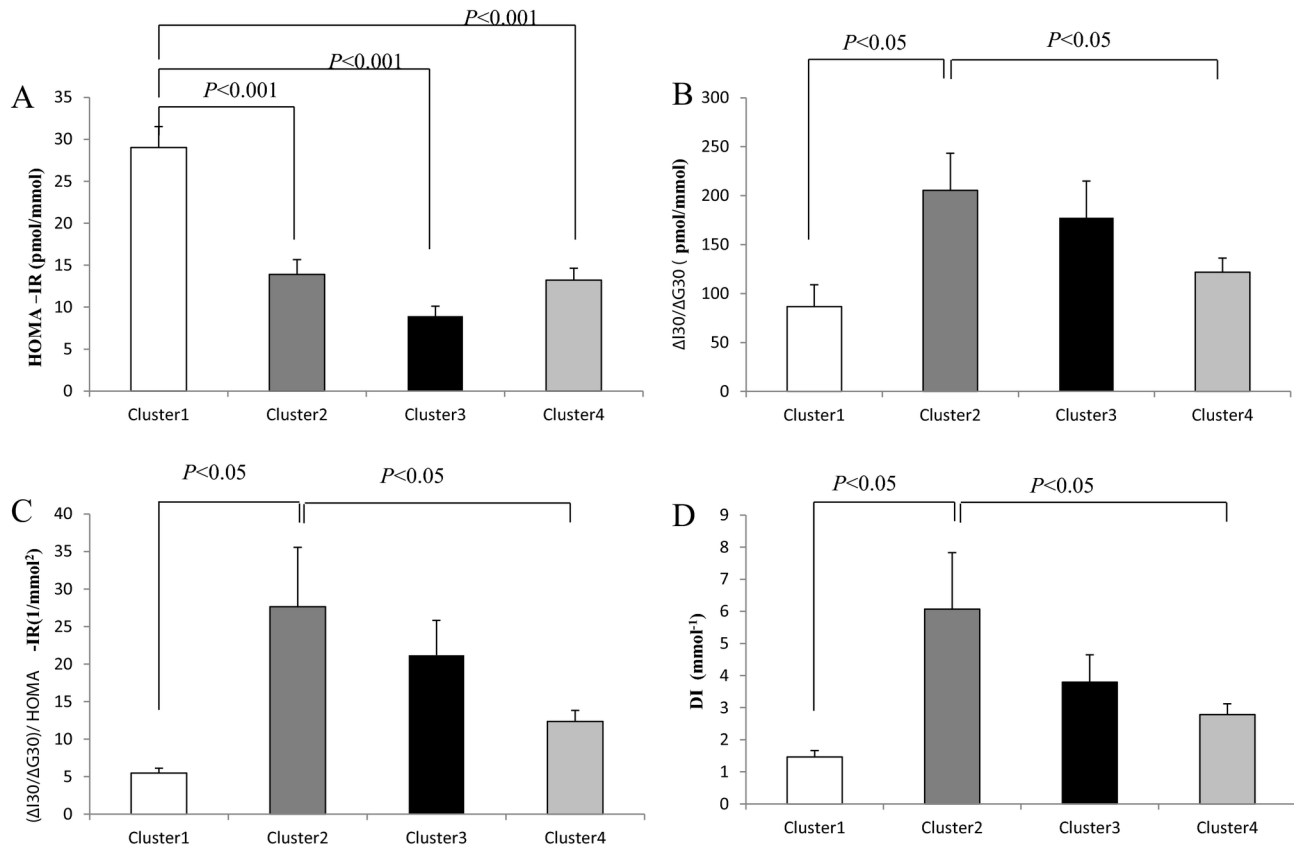 A
P<0.001
P<0.001
P<0.001
HOMA –IR (pmol/mmol)
35
30
25
20
15
10
5
0
Cluster1 Cluster2 Cluster3 Cluster4
B
P<0.05 P<0.05
ΔI30/ΔG30 ( pmol/mmol)
300
250
200
150
100
50
0
Cluster1 Cluster2 Cluster3 Cluster4
C
P<0.05 P<0.05
(ΔI30/ΔG30)/ HOMA -IR(1/mmol²)
40
35
30
25
20
15
10
5
0
Cluster1 Cluster2 Cluster3 Cluster4
D
P<0.05 P<0.05
DI (mmol⁻¹)
9
8
7
6
5
4
3
2
1
0
Cluster1 Cluster2 Cluster3 Cluster4